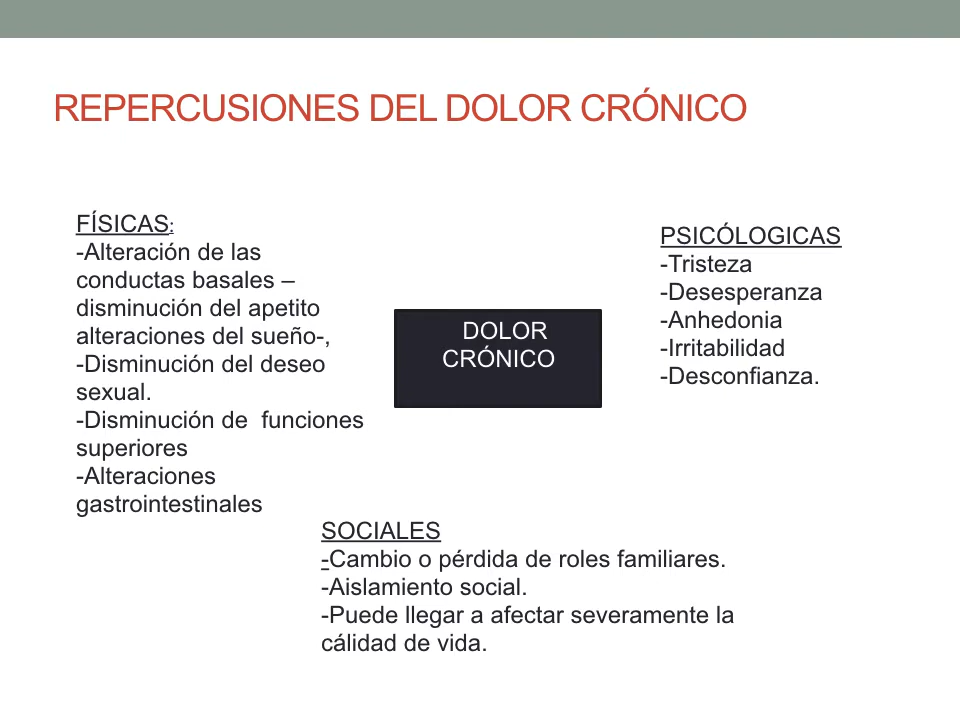 REPERCUSIONES DEL DOLOR CRÓNICO
FÍSICAS:
-Alteración de las
conductas basales –
disminución del apetito
alteraciones del sueño-,
-Disminución del deseo
sexual.
-Disminución de  funciones
superiores
-Alteraciones
gastrointestinales
DOLOR
CRÓNICO
PSICÓLOGICAS
-Tristeza
-Desesperanza
-Anhedonia
-Irritabilidad
-Desconfianza.
SOCIALES
-Cambio o pérdida de roles familiares.
-Aislamiento social.
-Puede llegar a afectar severamente la
cálidad de vida.